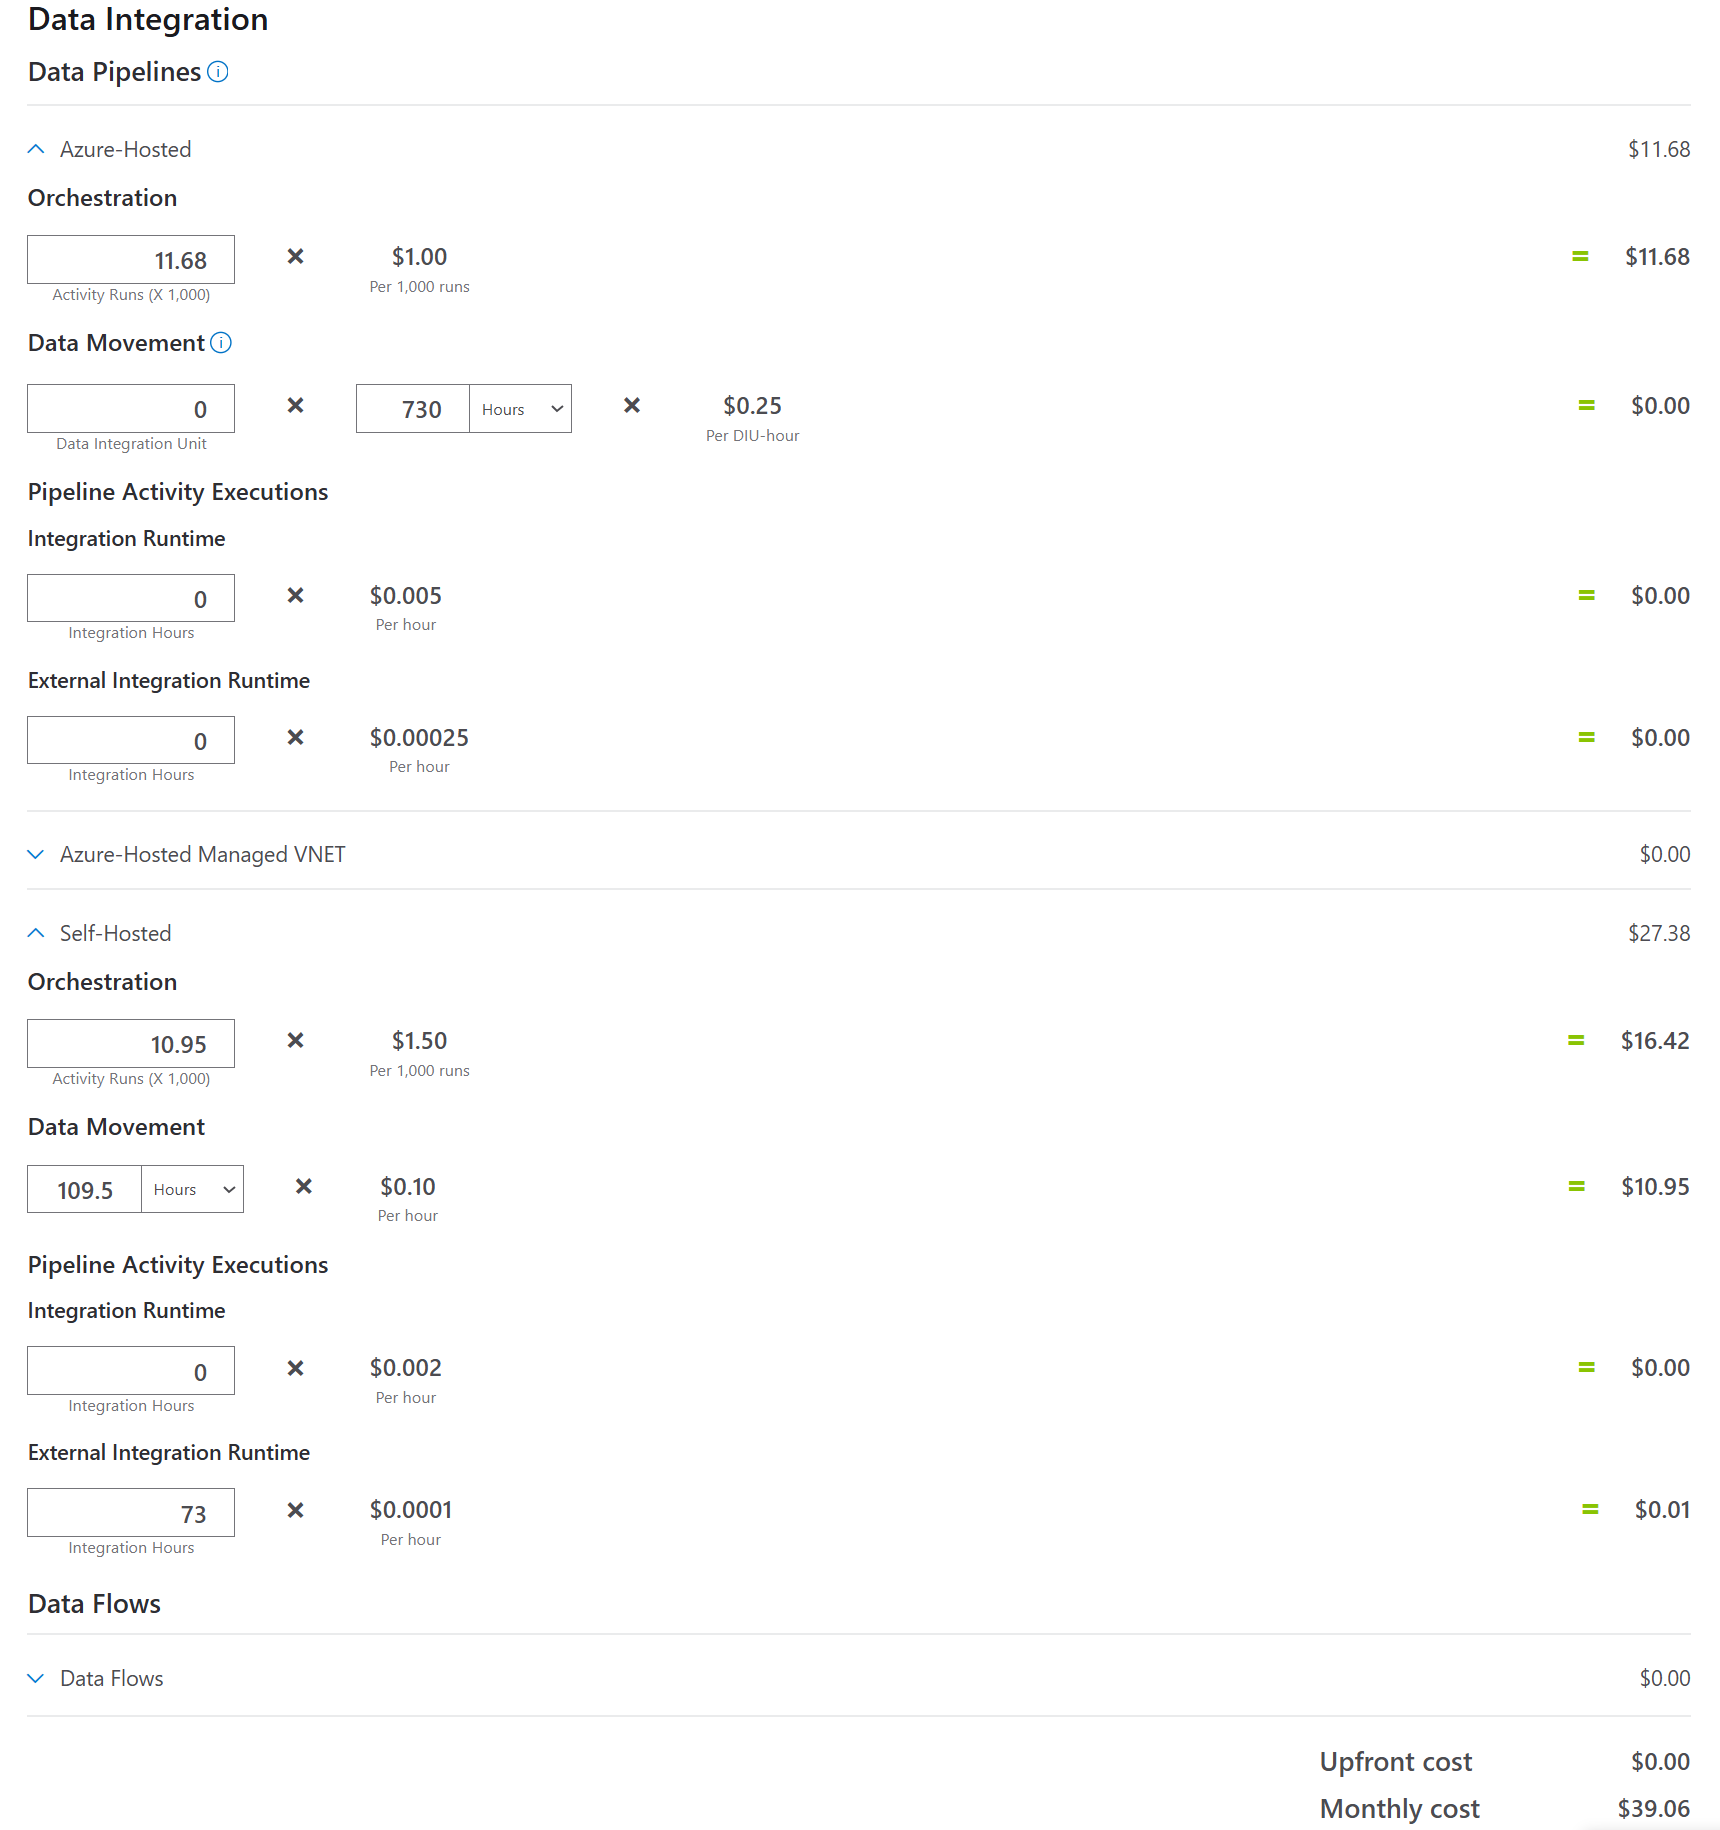 Data Integration
Data Pipelines
Azure-Hosted $11.68
Orchestration
11.68 × $1.00 = $11.68
Activity Runs (X 1,000) Per 1,000 runs
Data Movement
0 × 730 Hours × $0.25 = $0.00
Data Integration Unit Per DIU-hour
Pipeline Activity Executions
Integration Runtime
0 × $0.005 = $0.00
Integration Hours Per hour
External Integration Runtime
0 × $0.00025 = $0.00
Integration Hours Per hour
Azure-Hosted Managed VNET $0.00
Self-Hosted $27.38
Orchestration
10.95 × $1.50 = $16.42
Activity Runs (X 1,000) Per 1,000 runs
Data Movement
109.5 Hours × $0.10 = $10.95
Per hour
Pipeline Activity Executions
Integration Runtime
0 × $0.002 = $0.00
Integration Hours Per hour
External Integration Runtime
73 × $0.0001 = $0.01
Integration Hours Per hour
Data Flows
Data Flows $0.00
Upfront cost $0.00
Monthly cost $39.06